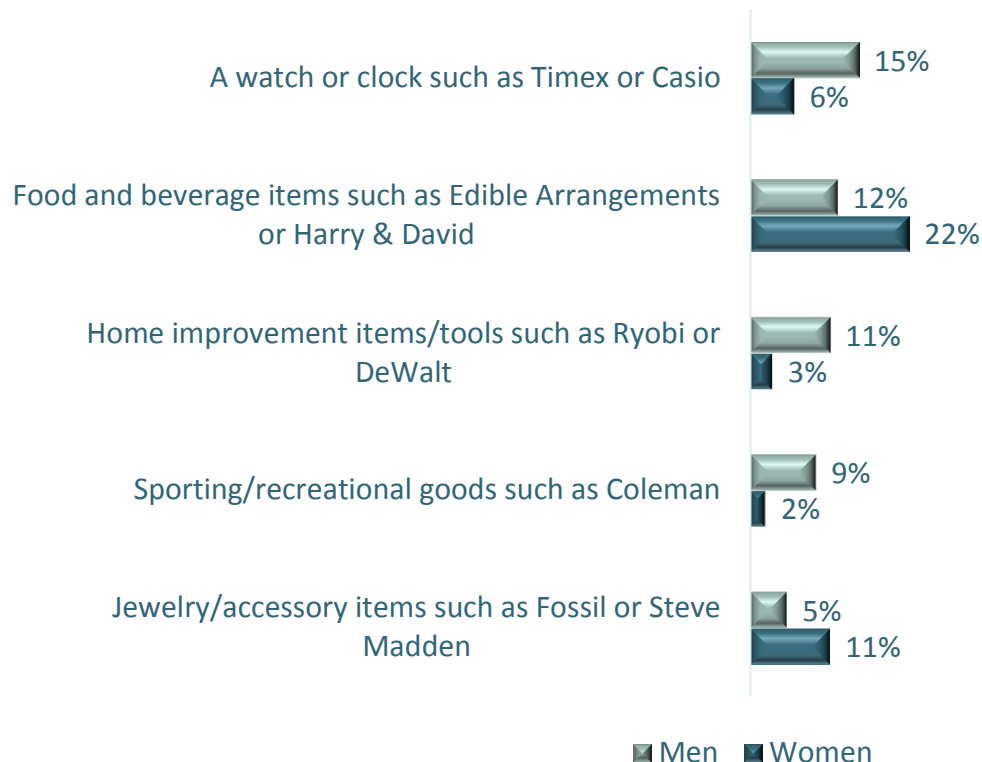 A watch or clock such as Timex or Casio
15%
6%
Food and beverage items such as Edible Arrangements
or Harry & David
12%
22%
Home improvement items/tools such as Ryobi or
DeWalt
11%
3%
Sporting/recreational goods such as Coleman
9%
2%
Jewelry/accessory items such as Fossil or Steve
Madden
5%
11%
Men Women